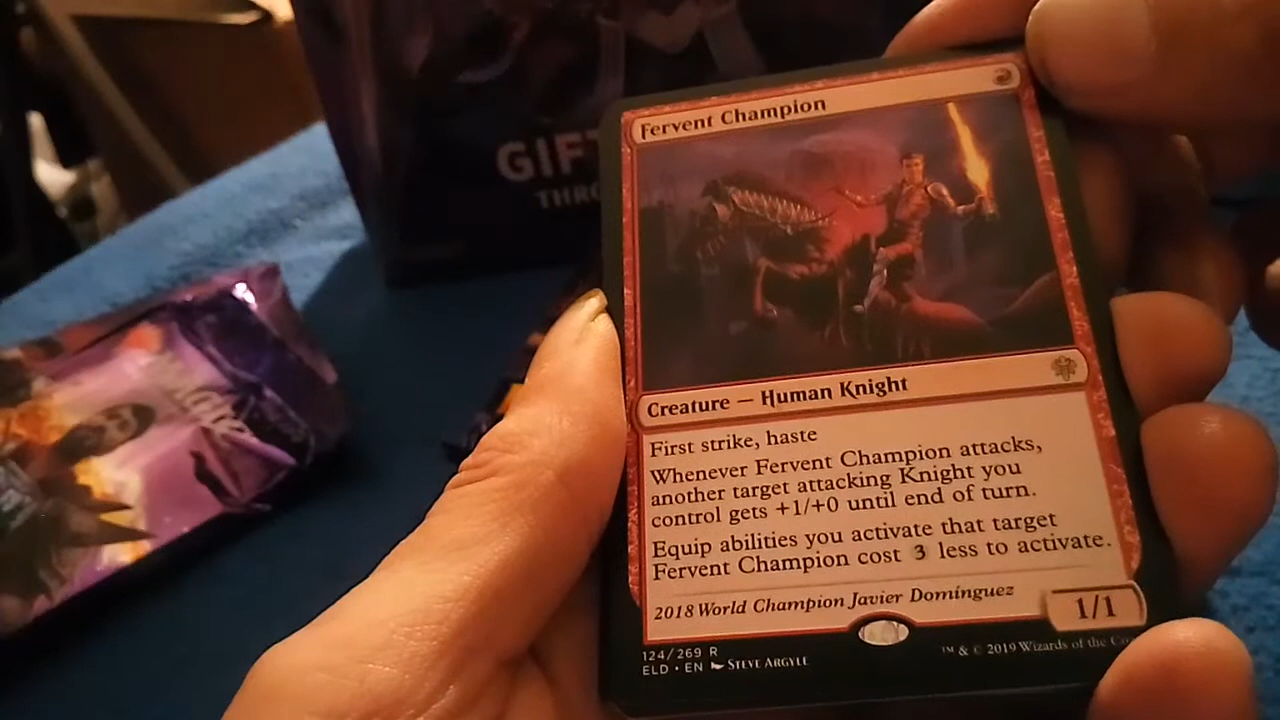 GIFT
THRO
Fervent Champion
Creature — Human Knight
First strike, haste
Whenever Fervent Champion attacks,
another target attacking Knight you
control gets +1/+0 until end of turn.
Equip abilities you activate that target
Fervent Champion cost 3 less to activate.
2018 World Champion Javier Domínguez
1/1
124/269 R
ELD • EN Steve Argyle
™ & © 2019 Wizards of the Co